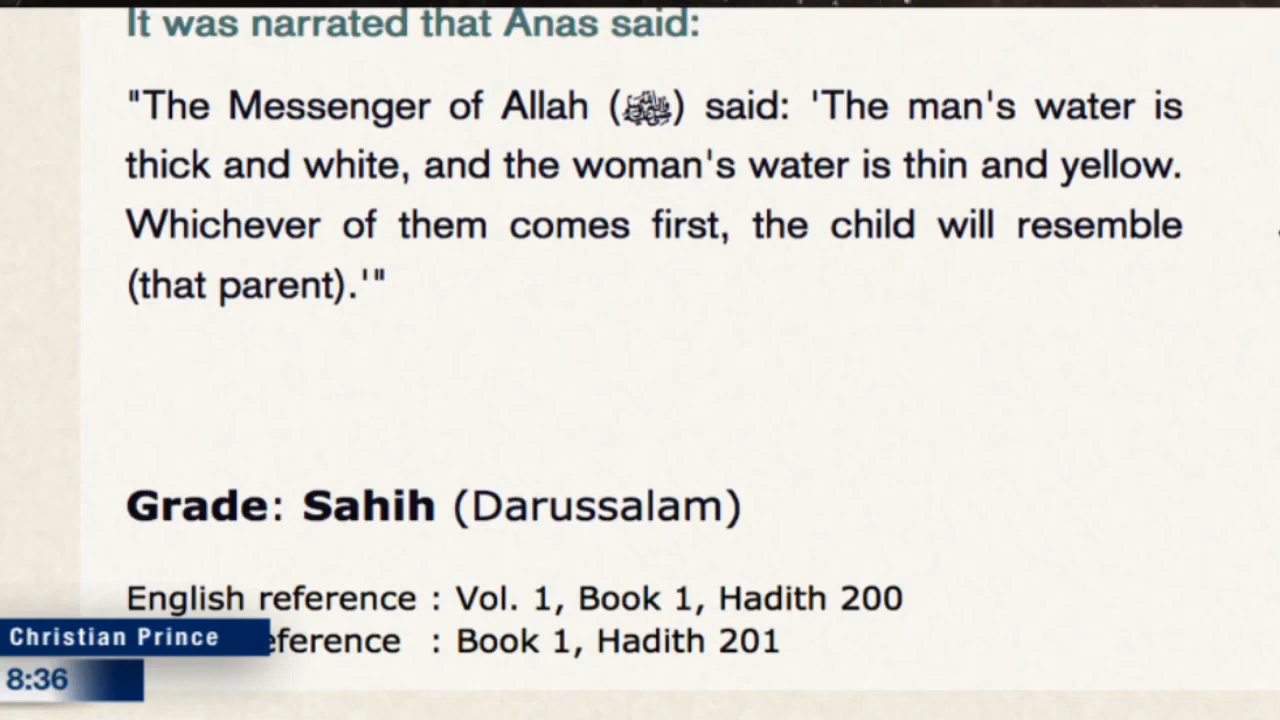 It was narrated that Anas said:
"The Messenger of Allah (ﷺ) said: 'The man's water is
thick and white, and the woman's water is thin and yellow.
Whichever of them comes first, the child will resemble
(that parent).'"
Grade: Sahih (Darussalam)
English reference : Vol. 1, Book 1, Hadith 200
eference : Book 1, Hadith 201
Christian Prince
8:36